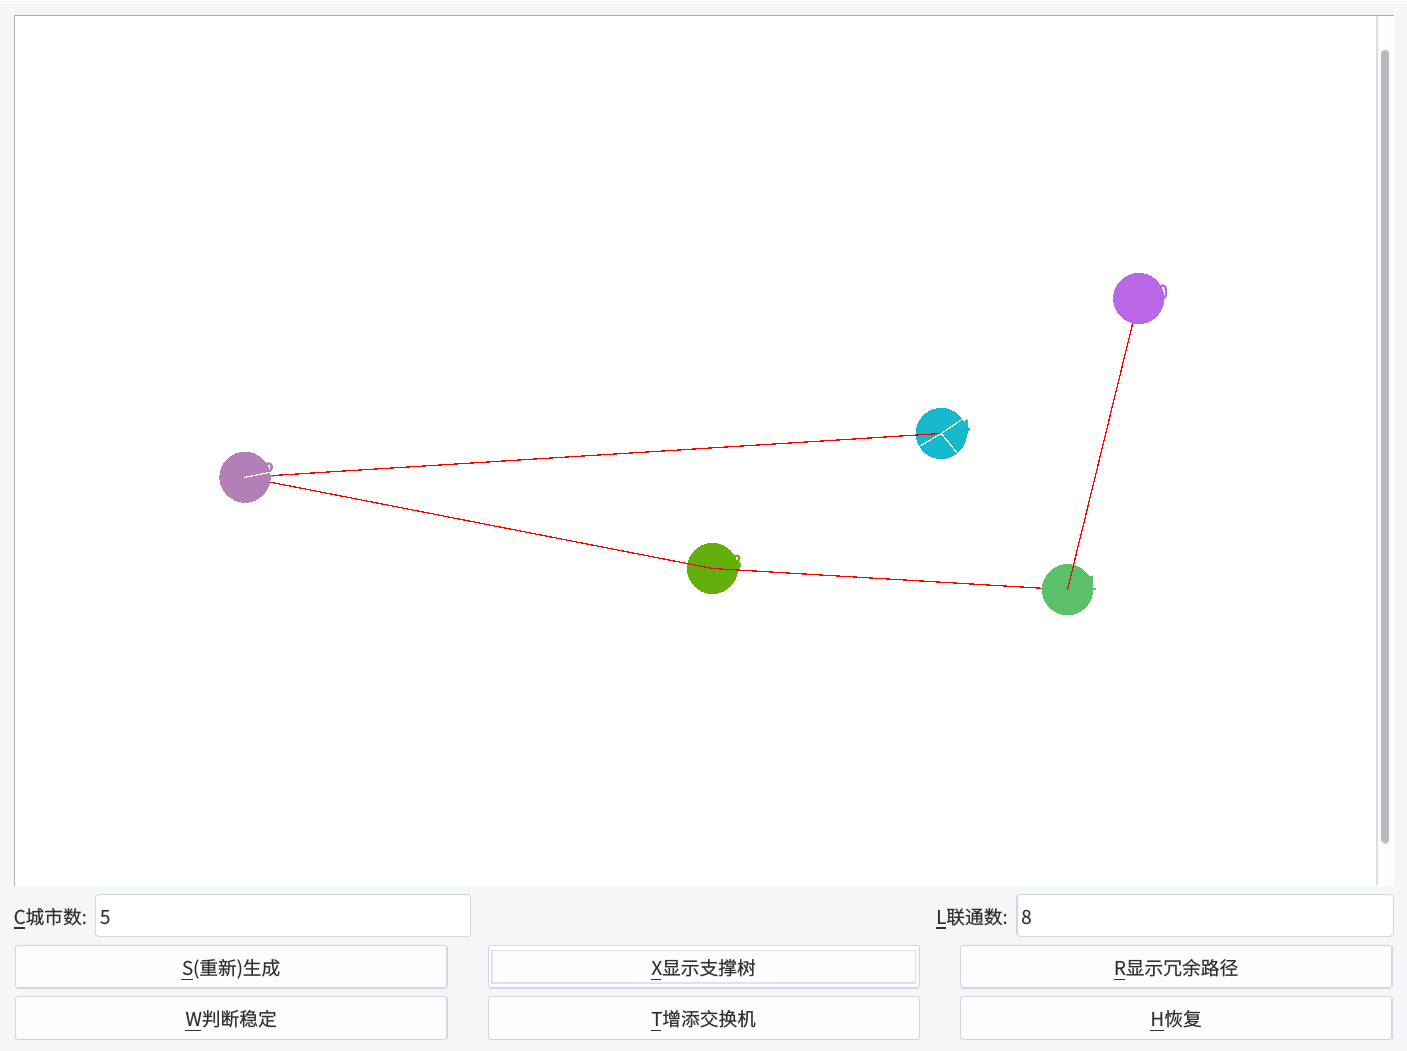 C城市数: 5
L联通数: 8
S(重新)生成
X显示支撑树
R显示冗余路径
W判断稳定
T增添交换机
H恢复